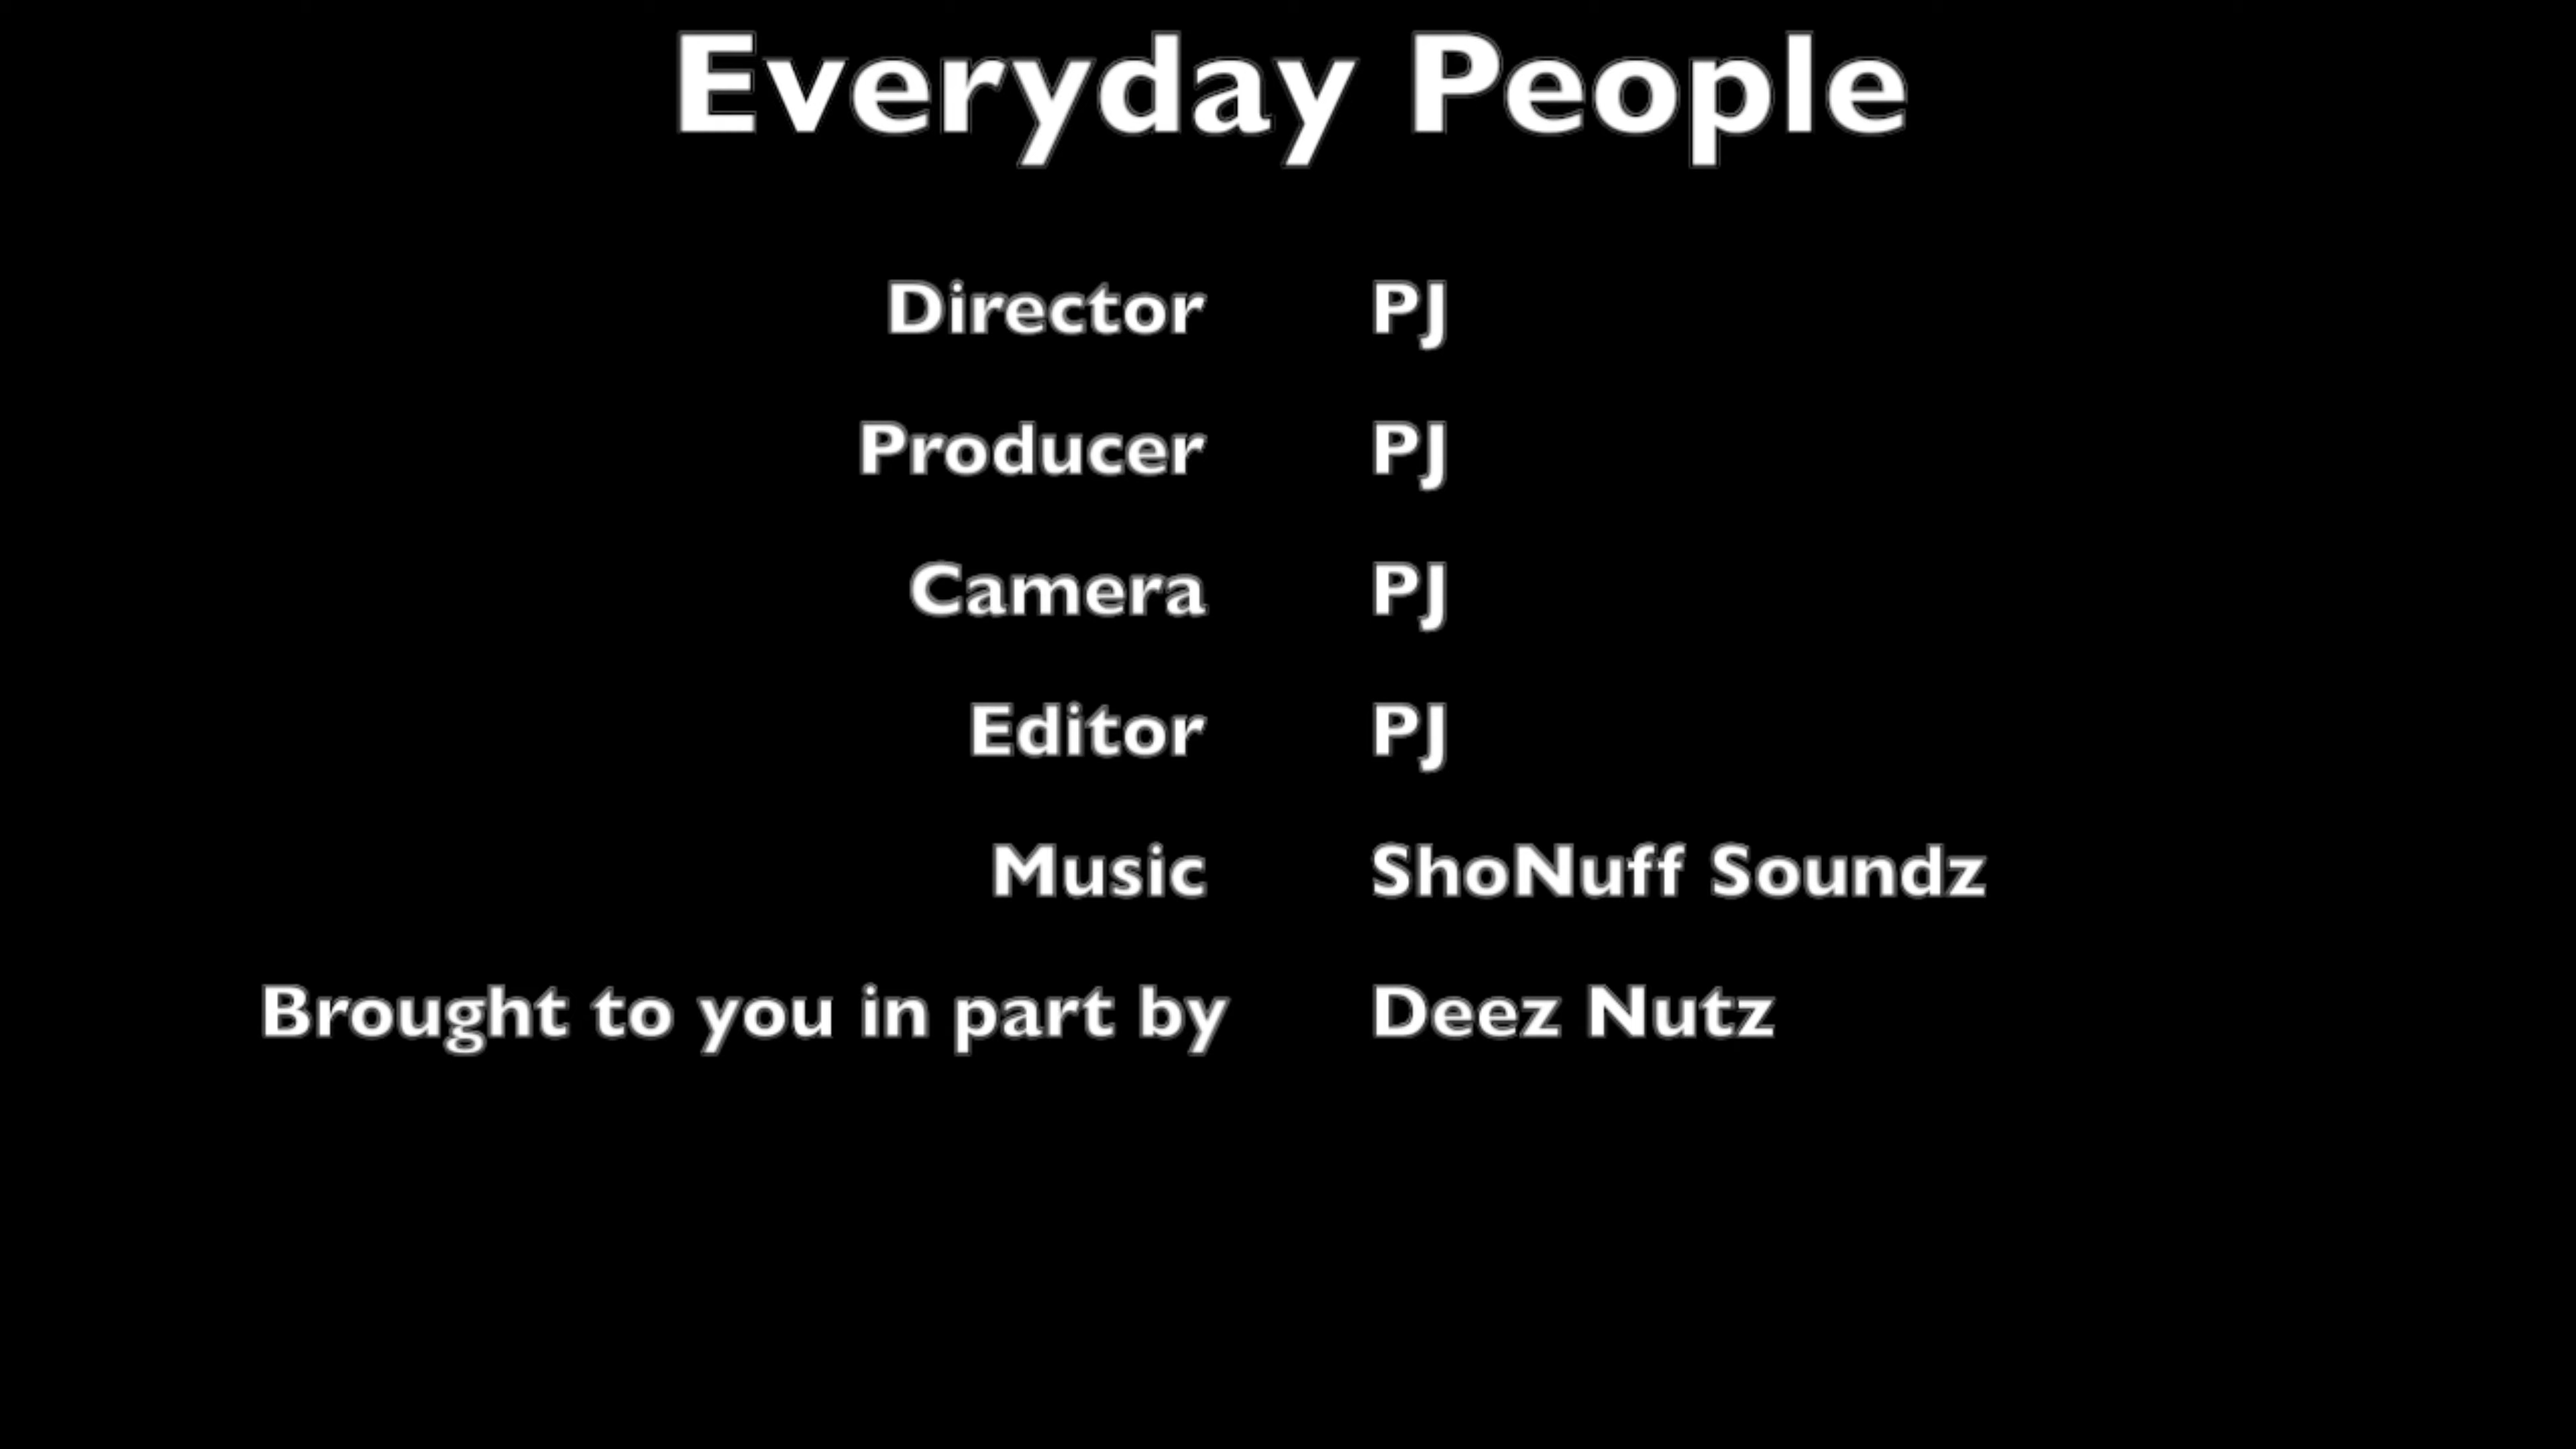 Everyday People
Director PJ
Producer PJ
Camera PJ
Editor PJ
Music ShoNuff Soundz
Brought to you in part by Deez Nutz